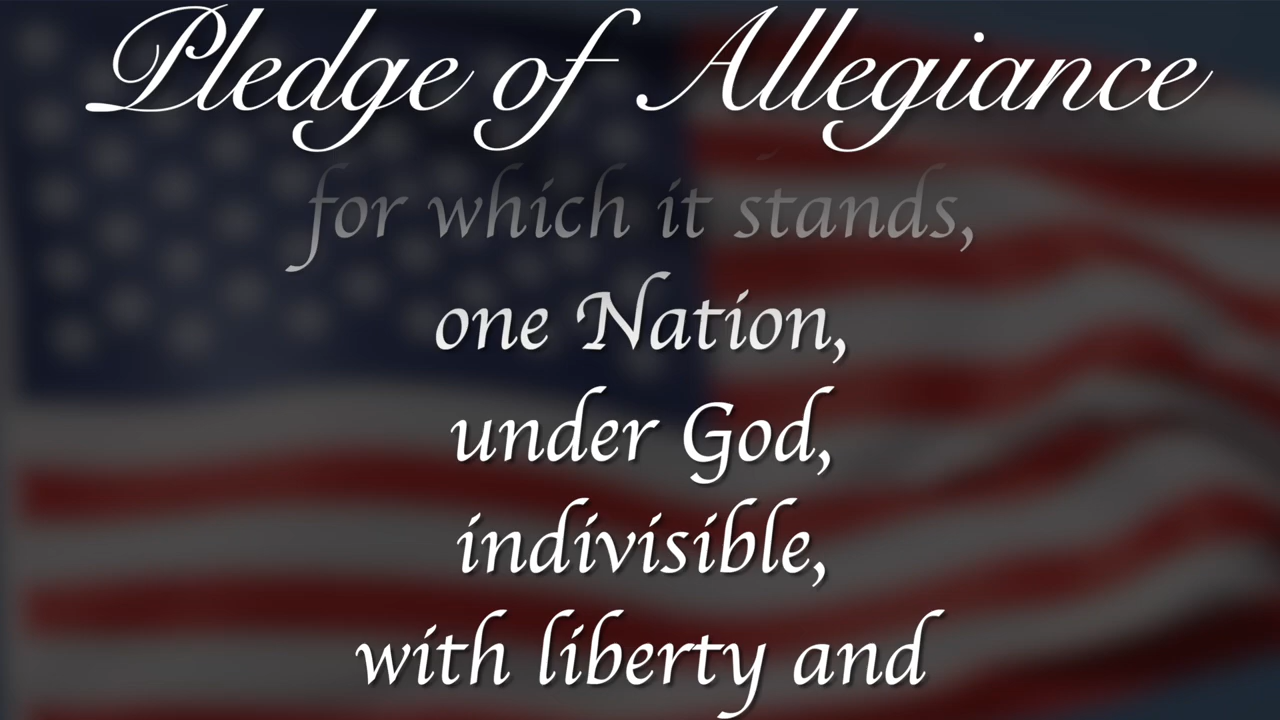 Pledge of Allegiance
for which it stands,
one Nation,
under God,
indivisible,
with liberty and